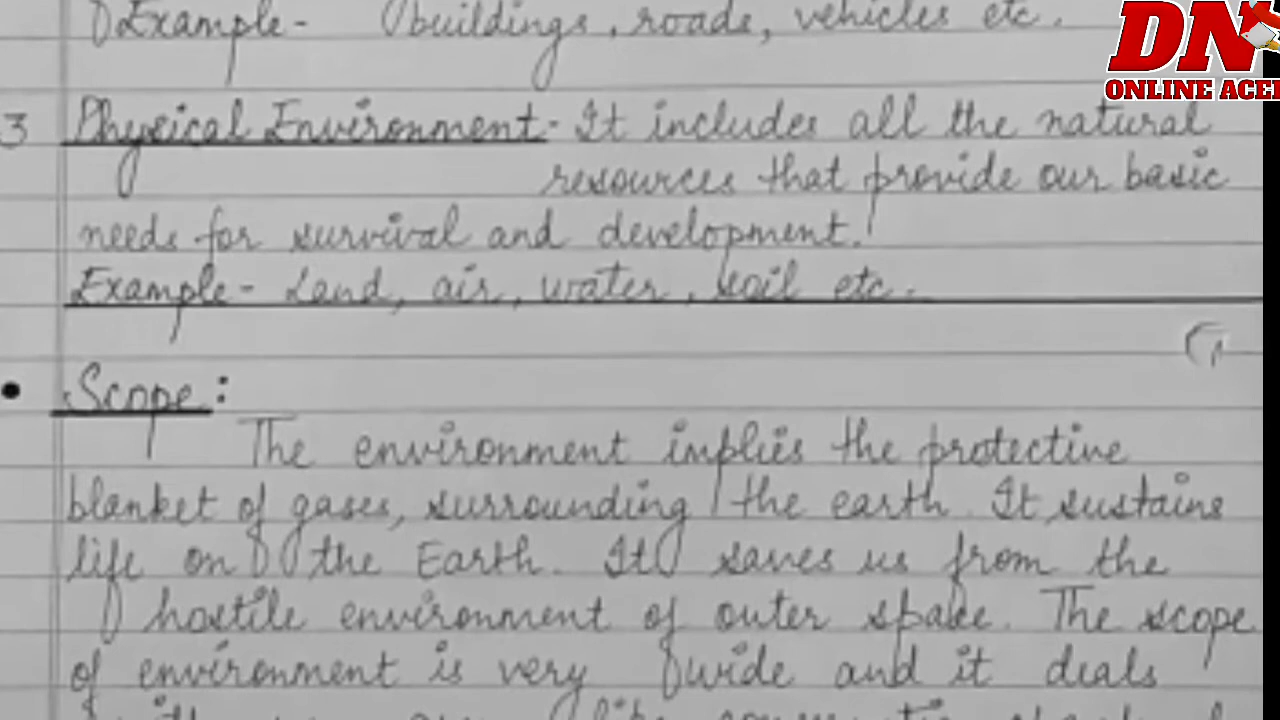 Example- buildings, roads, vehicles etc.
DN
ONLINE ACE
3 Physical Environment- It includes all the natural
resources that provide our basic
needs for survival and development.
Example- Land, air, water, soil etc.
• Scope:
The environment implies the protective
blanket of gases, surrounding the earth. It sustains
life on the Earth. It saves us from the
hostile environment of outer space. The scope
of environment is very wide and it deals